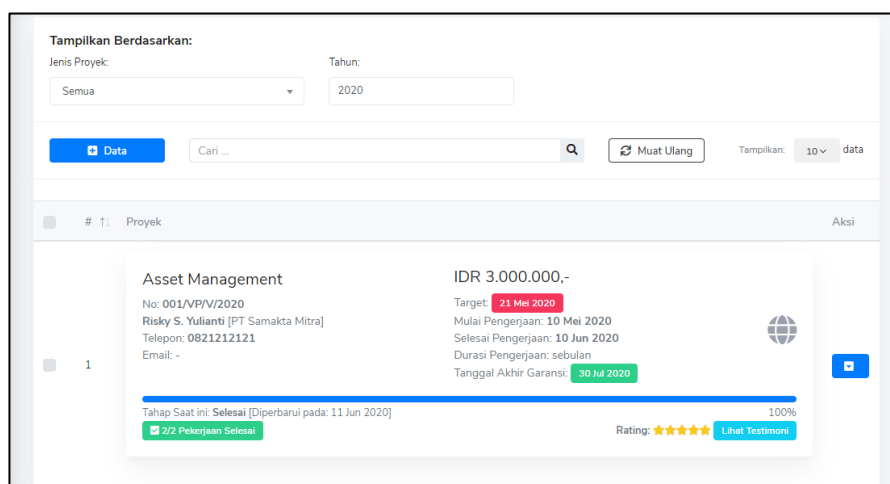 Tampilkan Berdasarkan:
Jenis Proyek: Tahun:
Semua 2020
Data Cari ... Muat Ulang Tampilkan: 10 data
# Proyek Aksi
Asset Management IDR 3.000.000,-
No: 001/VP/V/2020 Target: 21 Mei 2020
Risky S. Yulianti [PT Samakta Mitra] Mulai Pengerjaan: 10 Mei 2020
Telepon: 0821212121 Selesai Pengerjaan: 10 Jun 2020
Email: - Durasi Pengerjaan: sebulan
1 Tanggal Akhir Garansi: 30 Jul 2020
Tahap Saat ini: Selesai [Diperbarui pada: 11 Jun 2020] 100%
2/2 Pekerjaan Selesai Rating: Lihat Testimoni